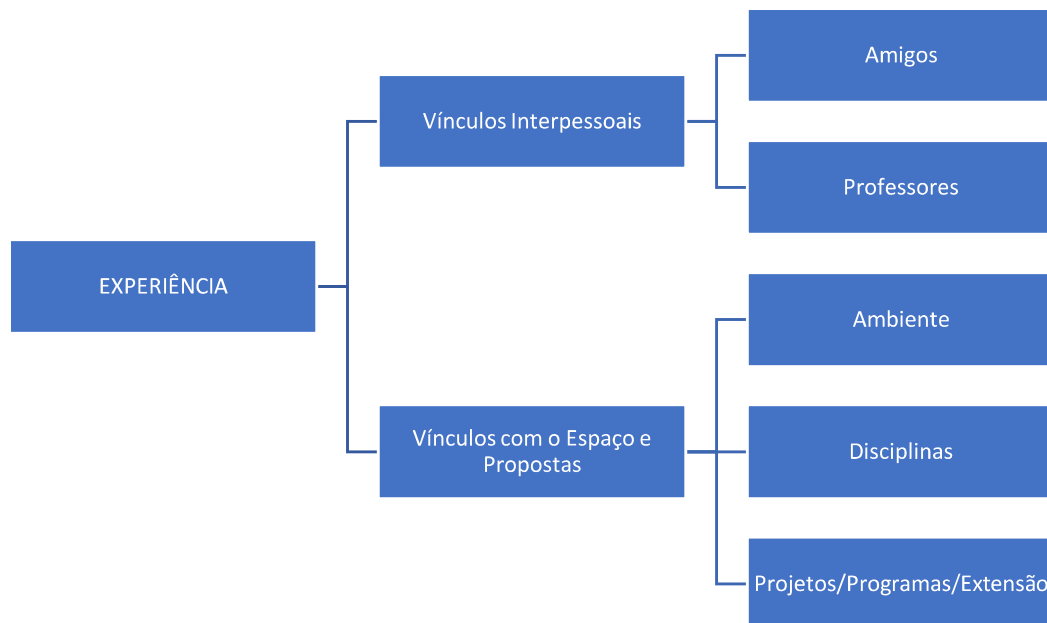 EXPERIÊNCIA
Vínculos Interpessoais
Amigos
Professores
Vínculos com o Espaço e
Propostas
Ambiente
Disciplinas
Projetos/Programas/Extensão